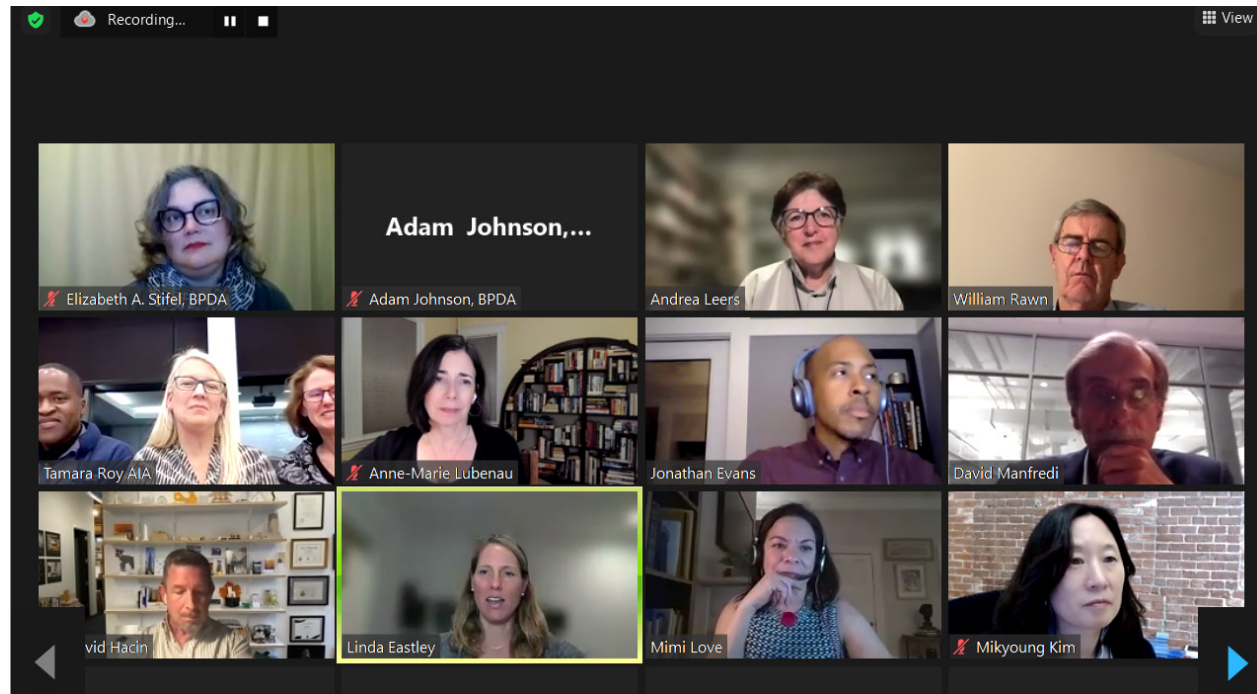 Recording...
View
Elizabeth A. Stifel, BPDA
Adam Johnson,...
Adam Johnson, BPDA
Andrea Leers
William Rawn
Tamara Roy AIA
Anne-Marie Lubenau
Jonathan Evans
David Manfredi
vid Hacin
Linda Eastley
Mimi Love
Mikyoung Kim